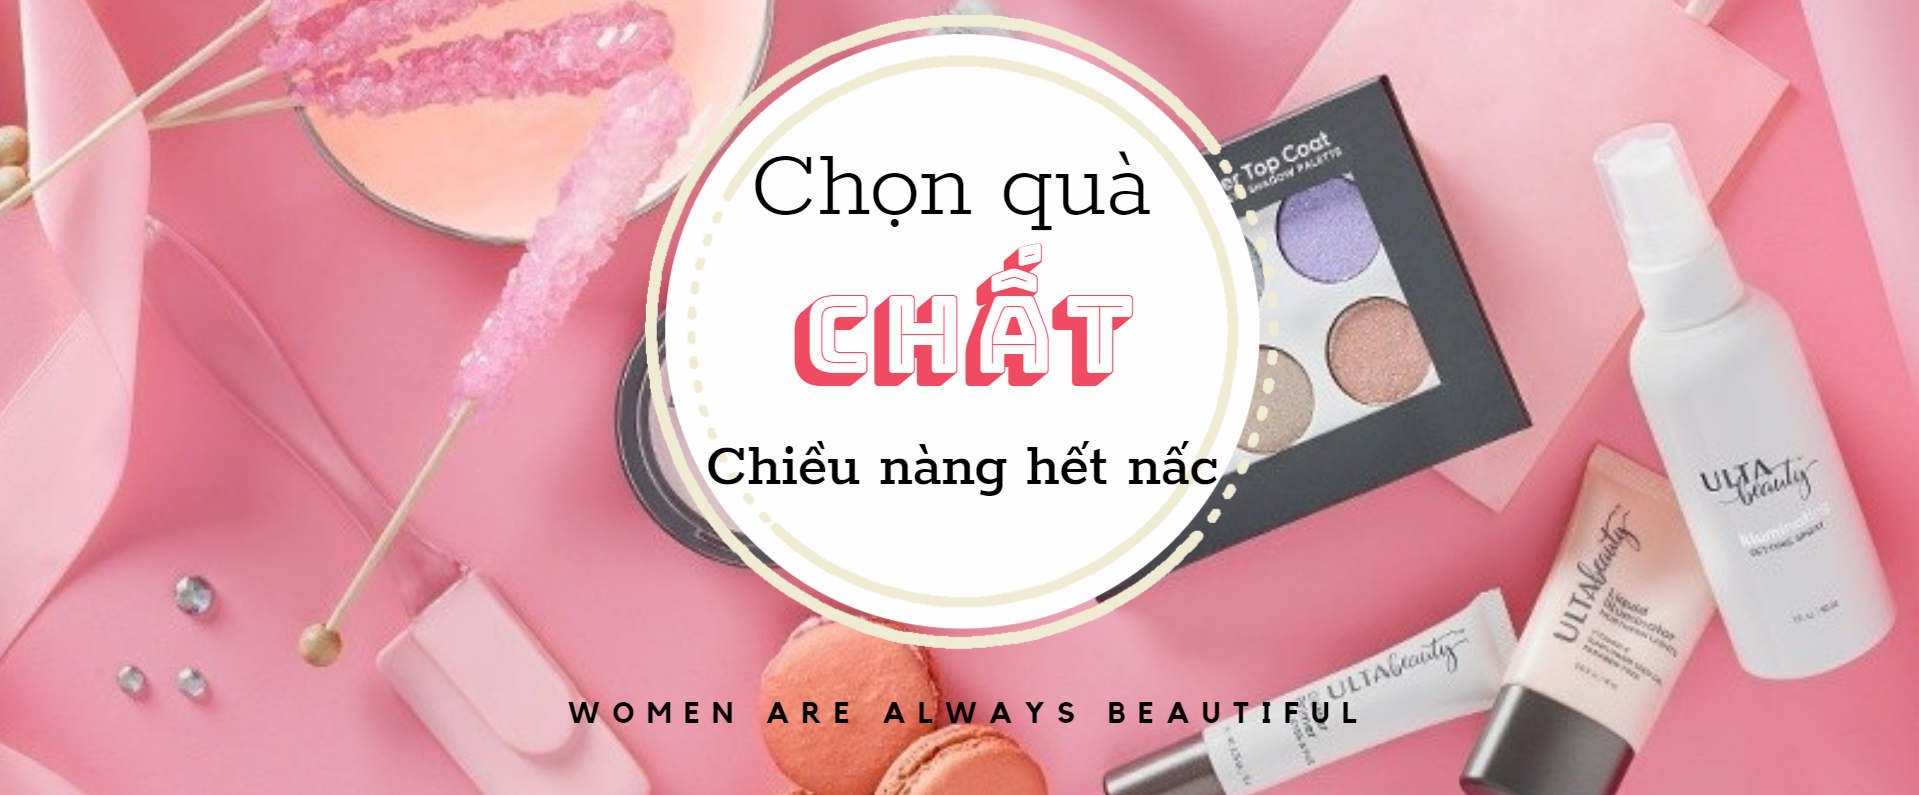 Chọn quà
CHẤT
Chiều nàng hết nấc
WOMEN ARE ALWAYS BEAUTIFUL
er Top Coat
SHADOW PALETTE
ULTA
beauty
Illuminating
SETTING SPRAY
ULTA beauty
Liquid
Illuminator
ULTA beauty